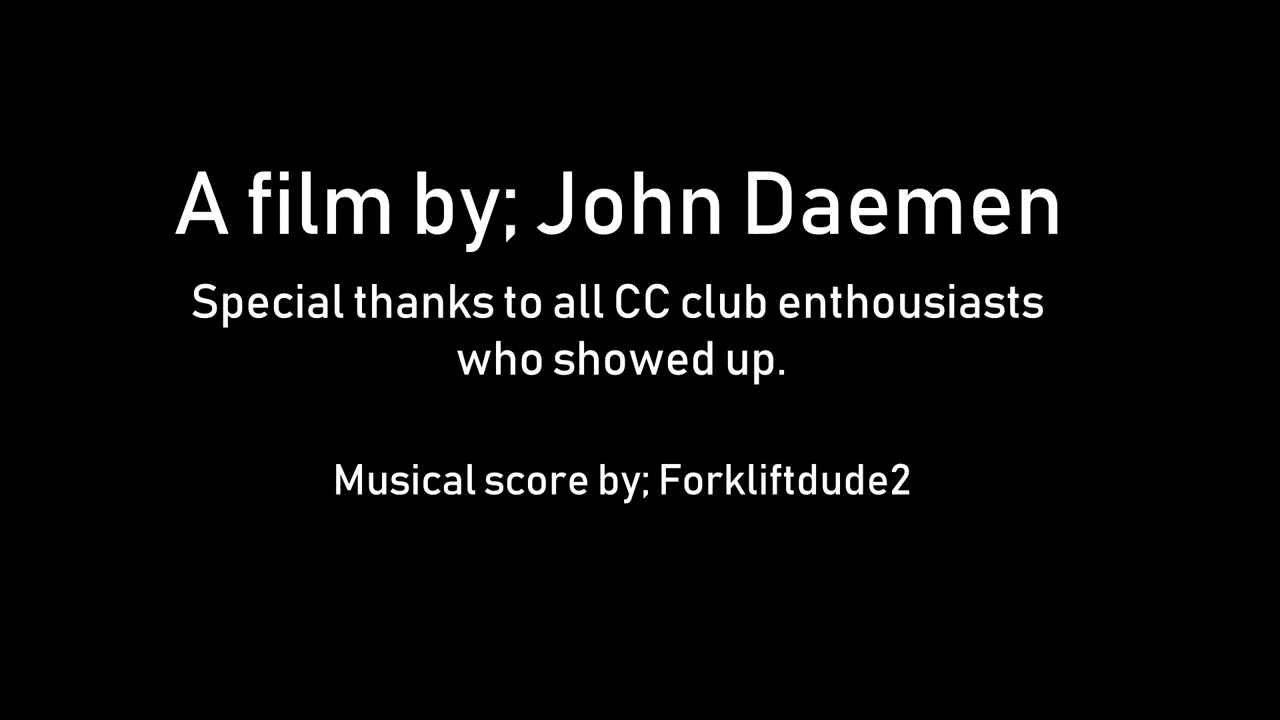 A film by; John Daemen
Special thanks to all CC club enthousiasts
who showed up.
Musical score by; Forkliftdude2